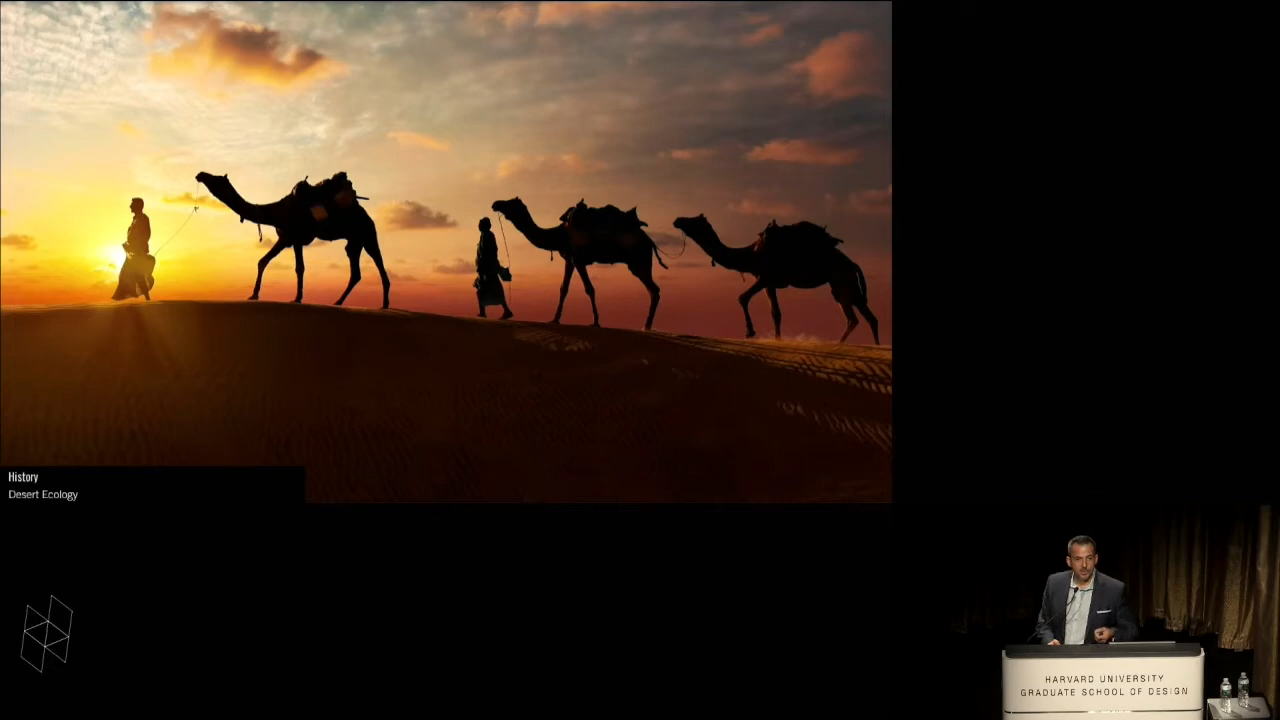 History
Desert Ecology
HARVARD UNIVERSITY
GRADUATE SCHOOL OF DESIGN